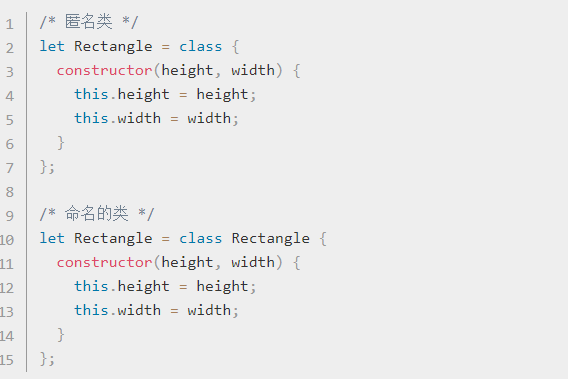 1 /* 匿名类 */
2 let Rectangle = class {
3   constructor(height, width) {
4     this.height = height;
5     this.width = width;
6   }
7 };
8
9 /* 命名的类 */
10 let Rectangle = class Rectangle {
11   constructor(height, width) {
12     this.height = height;
13     this.width = width;
14   }
15 };